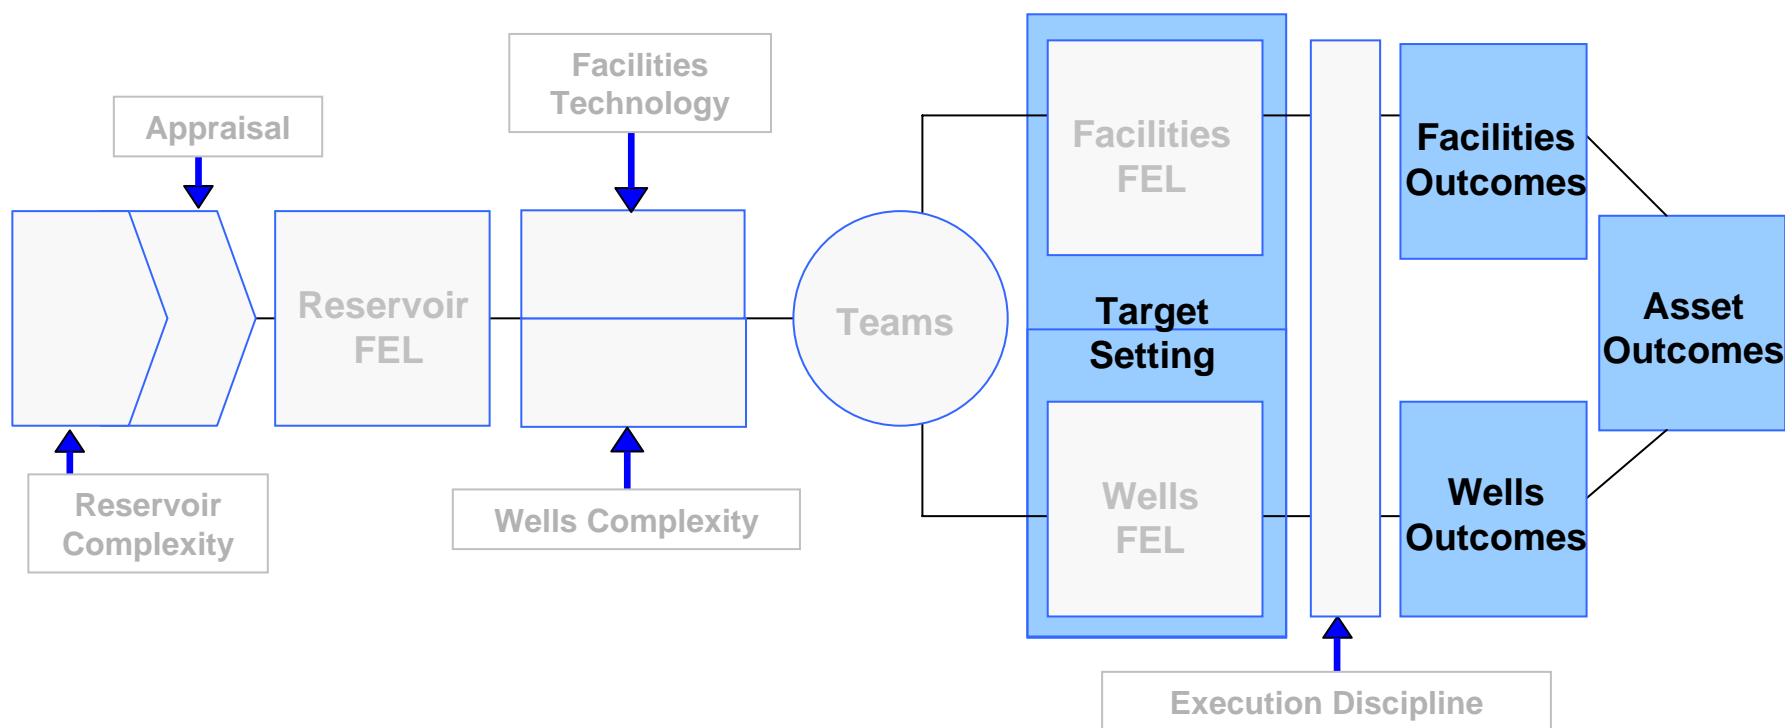 Facilities
Technology
Appraisal
Reservoir
Complexity
Reservoir
FEL
Wells Complexity
Teams
Facilities
FEL
Target
Setting
Wells
FEL
Execution Discipline
Facilities
Outcomes
Wells
Outcomes
Asset
Outcomes